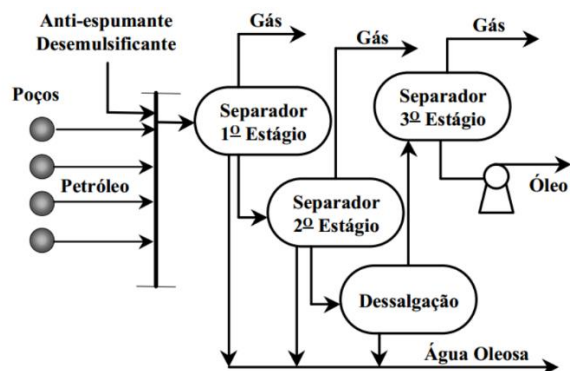 Anti-espumante
Desemulsificante
Gás
Gás
Gás
Poços
Petróleo
Separador
1º Estágio
Separador
2º Estágio
Separador
3º Estágio
Óleo
Dessalgação
Água Oleosa